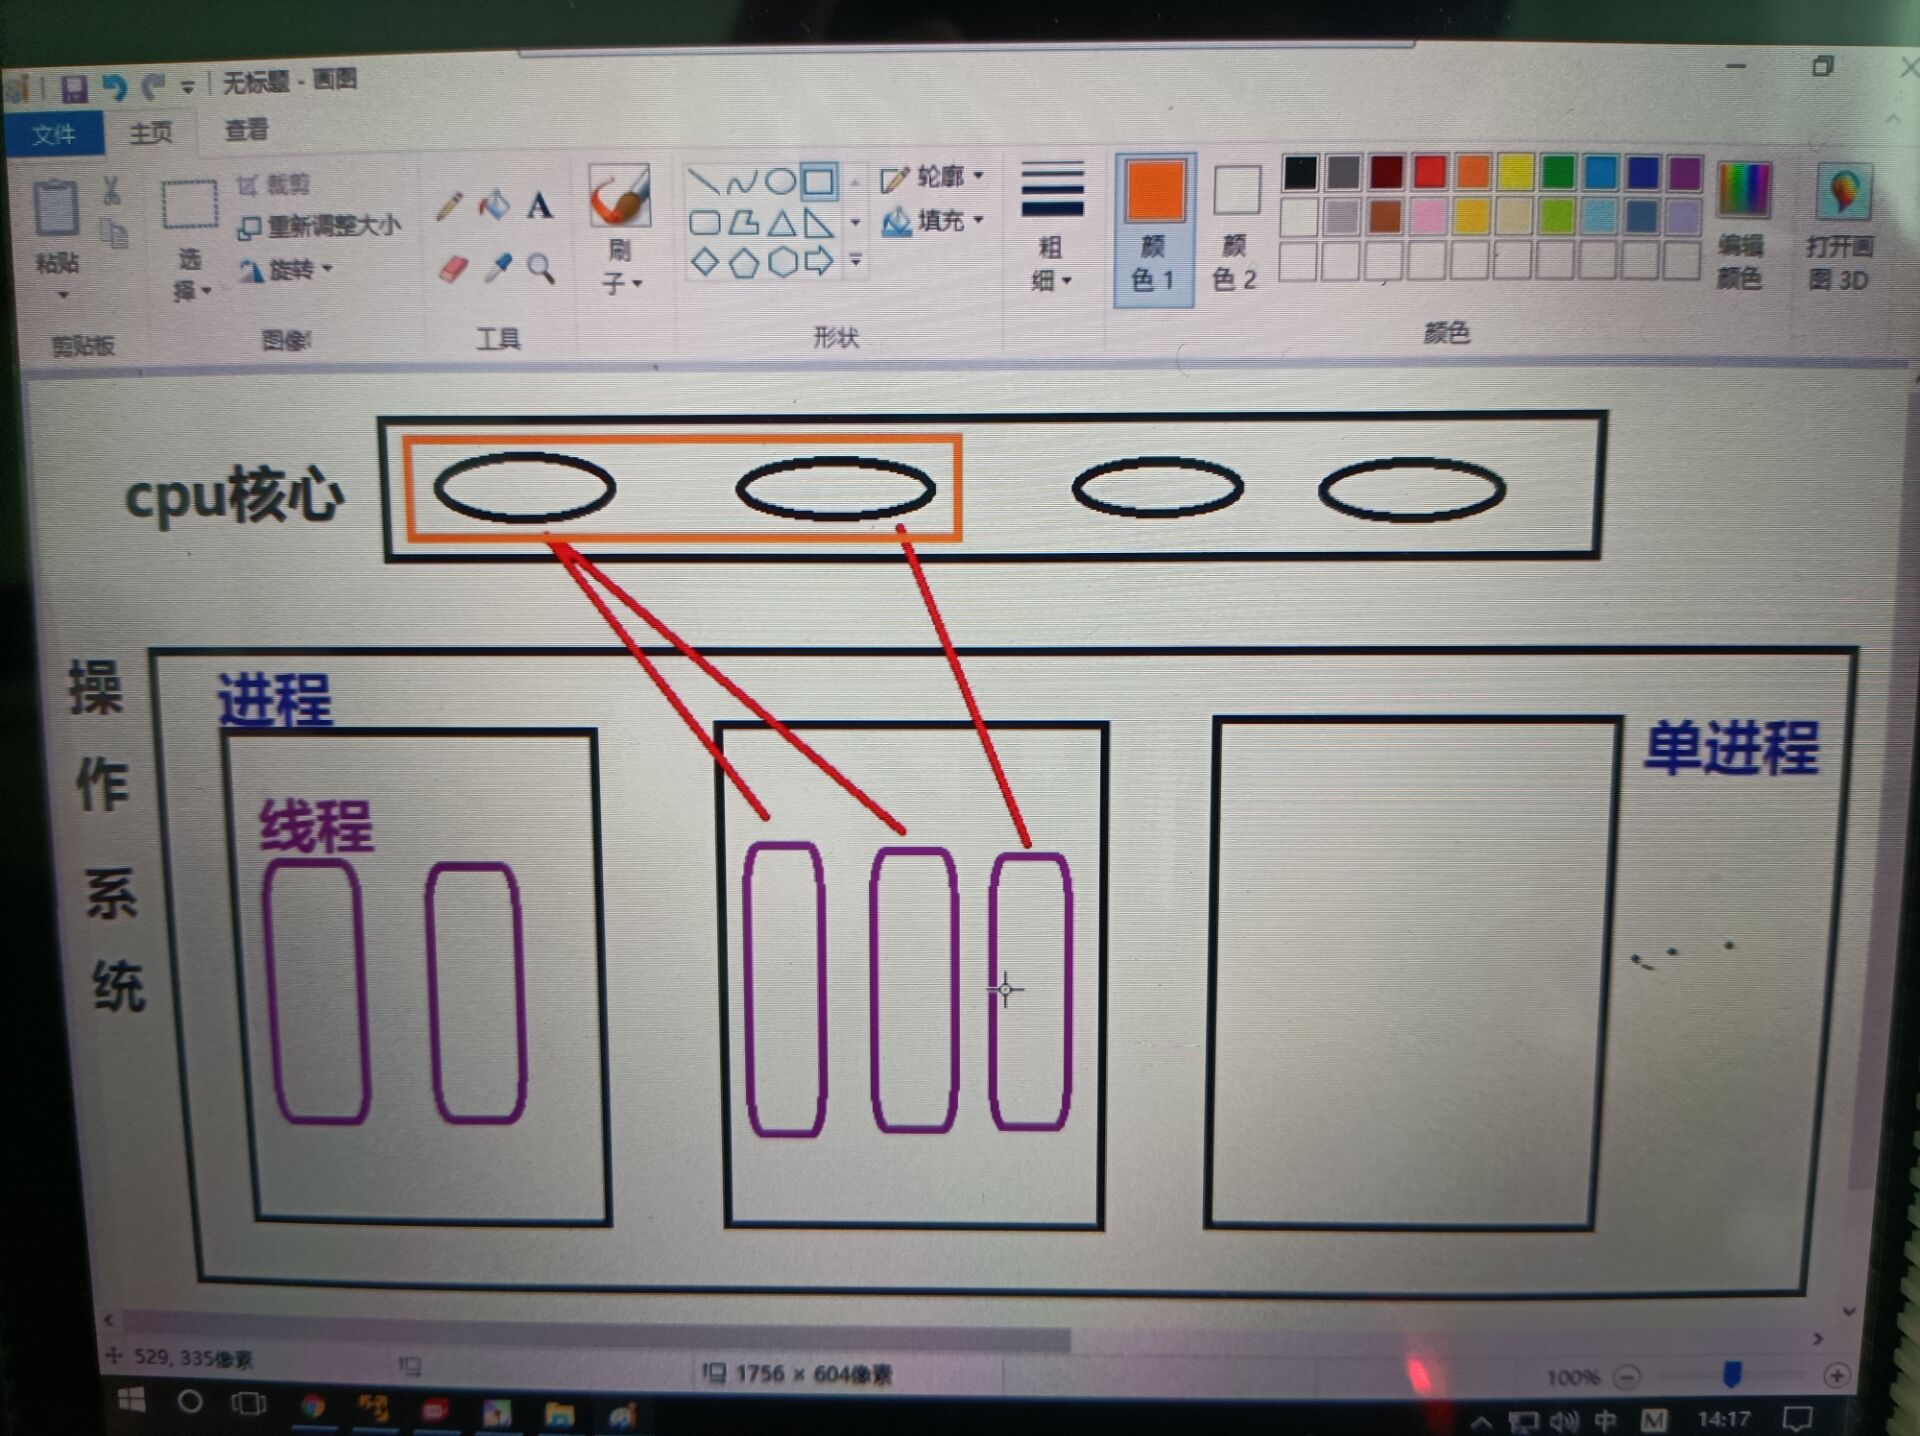 无标题 - 画图
文件 主页 查看
粘贴
剪贴板
选择
裁剪
重新调整大小
旋转
图像
工具
刷子
形状
轮廓
填充
粗细
颜色 1
颜色 2
颜色
编辑颜色
打开画图 3D
cpu核心
操作系统
进程
线程
单进程
529, 335像素
1756 × 604像素
100%
中
M
14:17